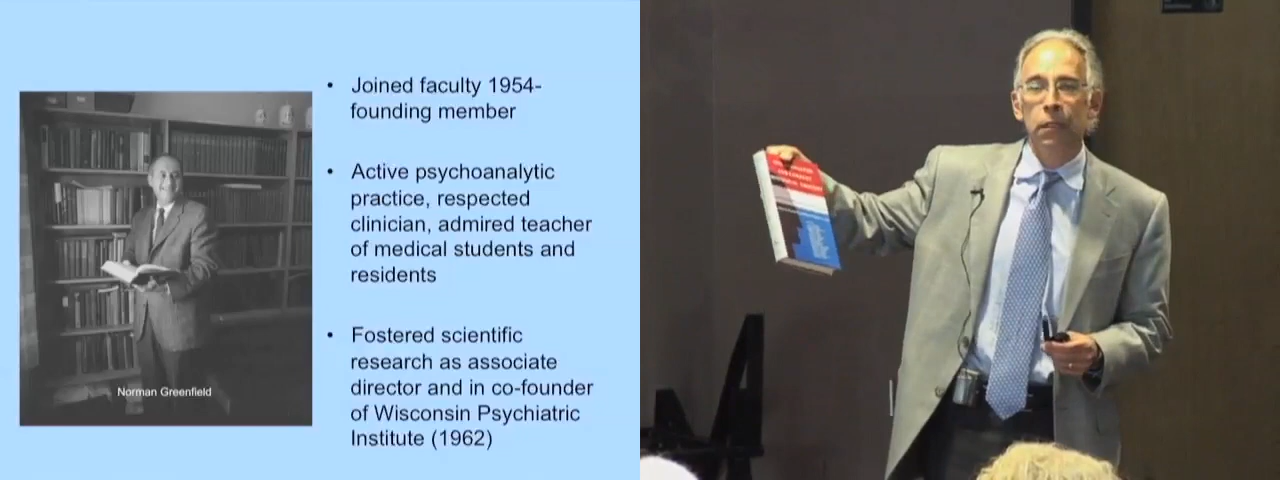 Norman Greenfield
• Joined faculty 1954-
founding member
• Active psychoanalytic
practice, respected
clinician, admired teacher
of medical students and
residents
• Fostered scientific
research as associate
director and in co-founder
of Wisconsin Psychiatric
Institute (1962)